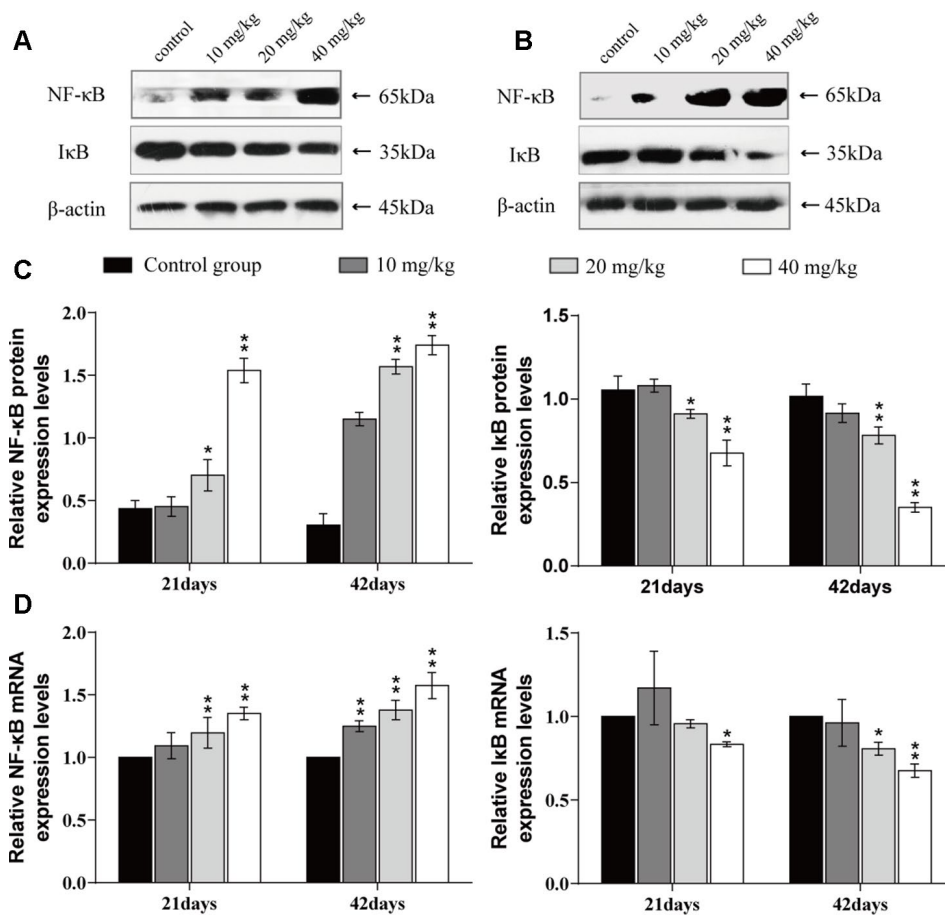 A
control
10 mg/kg
20 mg/kg
40 mg/kg
NF-κB
← 65kDa
IκB
← 35kDa
β-actin
← 45kDa
B
control
10 mg/kg
20 mg/kg
40 mg/kg
NF-κB
← 65kDa
IκB
← 35kDa
β-actin
← 45kDa
C
Control group
10 mg/kg
20 mg/kg
40 mg/kg
Relative NF-κB protein
expression levels
2.0
1.5
1.0
0.5
0.0
*
**
**
**
21days
42days
Relative IκB protein
expression levels
1.5
1.0
0.5
0.0
*
**
**
**
21days
42days
D
Relative NF-κB mRNA
expression levels
2.0
1.5
1.0
0.5
0.0
**
**
**
**
**
21days
42days
Relative IκB mRNA
expression levels
1.5
1.0
0.5
0.0
*
*
**
21days
42days